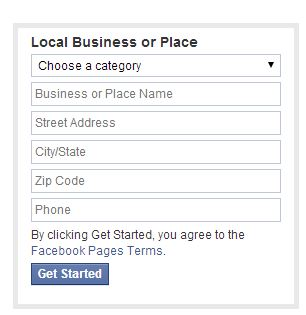 Local Business or Place
Choose a category
Business or Place Name
Street Address
City/State
Zip Code
Phone
By clicking Get Started, you agree to the
Facebook Pages Terms.
Get Started